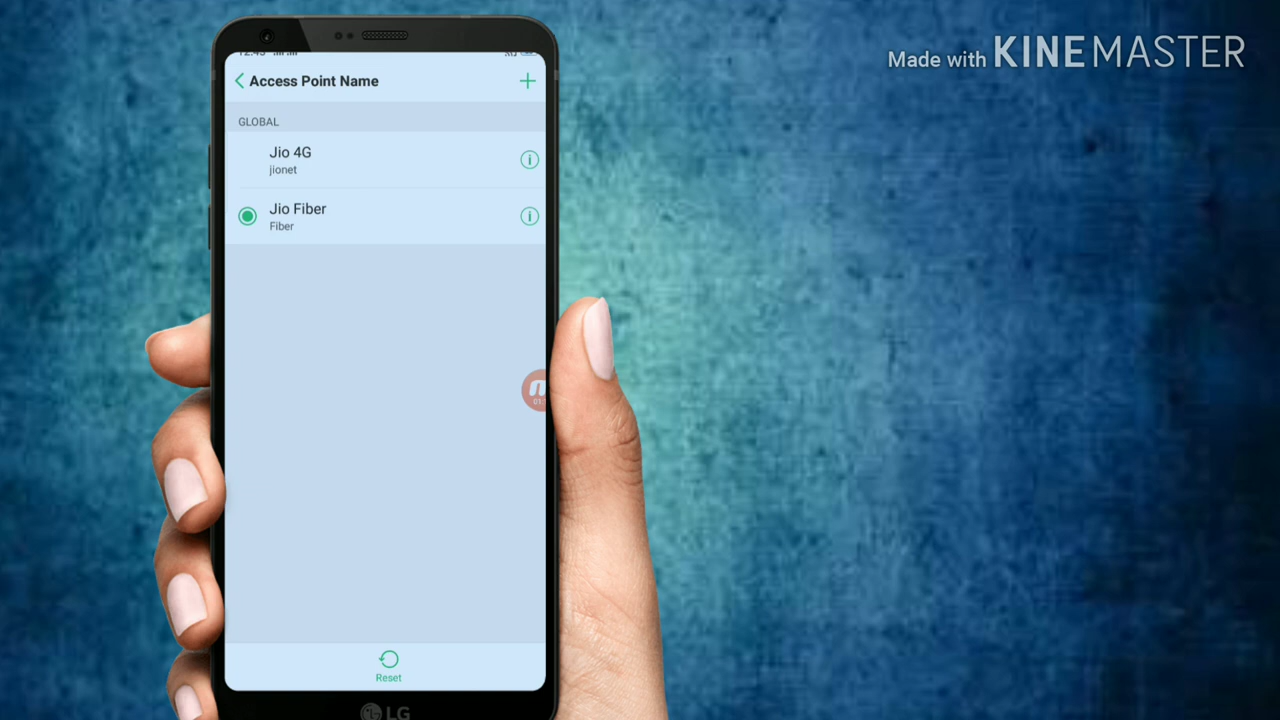 Made with KINEMASTER
Access Point Name
GLOBAL
Jio 4G
jionet
Jio Fiber
Fiber
Reset
LG